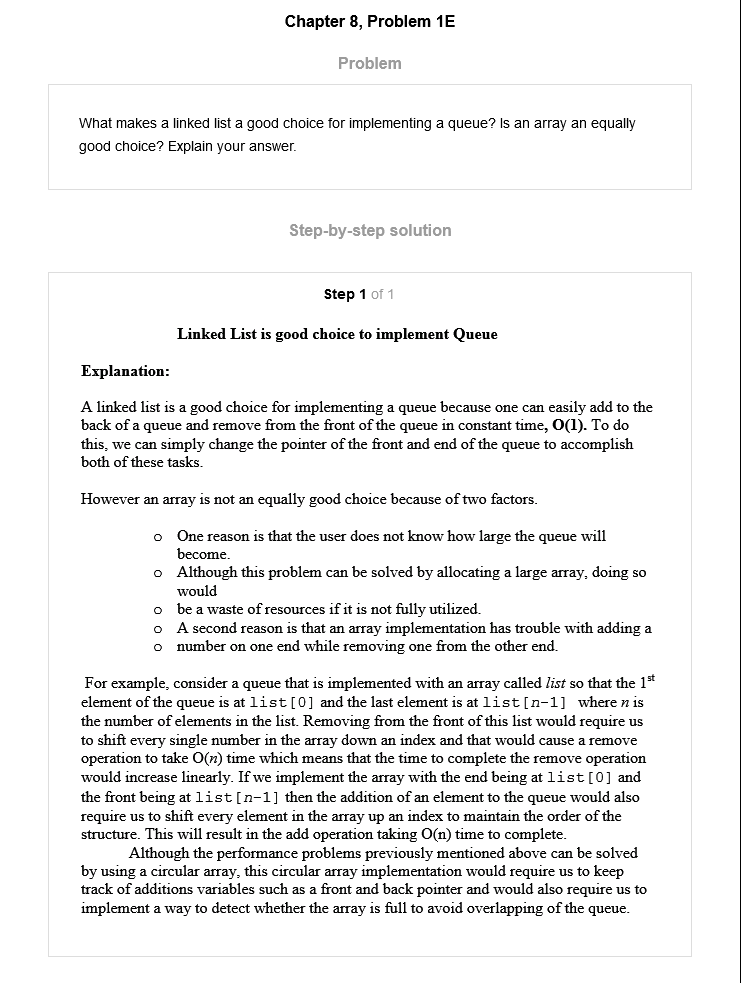 Chapter 8, Problem 1E
Problem
What makes a linked list a good choice for implementing a queue? Is an array an equally
good choice? Explain your answer.
Step-by-step solution
Step 1 of 1
Linked List is good choice to implement Queue
Explanation:
A linked list is a good choice for implementing a queue because one can easily add to the
back of a queue and remove from the front of the queue in constant time, O(1). To do
this, we can simply change the pointer of the front and end of the queue to accomplish
both of these tasks.
However an array is not an equally good choice because of two factors.
o One reason is that the user does not know how large the queue will
become.
o Although this problem can be solved by allocating a large array, doing so
would
o be a waste of resources if it is not fully utilized.
o A second reason is that an array implementation has trouble with adding a
o number on one end while removing one from the other end.
For example, consider a queue that is implemented with an array called list so that the 1st
element of the queue is at list[0] and the last element is at list[n-1] where n is
the number of elements in the list. Removing from the front of this list would require us
to shift every single number in the array down an index and that would cause a remove
operation to take O(n) time which means that the time to complete the remove operation
would increase linearly. If we implement the array with the end being at list[0] and
the front being at list[n-1] then the addition of an element to the queue would also
require us to shift every element in the array up an index to maintain the order of the
structure. This will result in the add operation taking O(n) time to complete.
Although the performance problems previously mentioned above can be solved
by using a circular array, this circular array implementation would require us to keep
track of additions variables such as a front and back pointer and would also require us to
implement a way to detect whether the array is full to avoid overlapping of the queue.